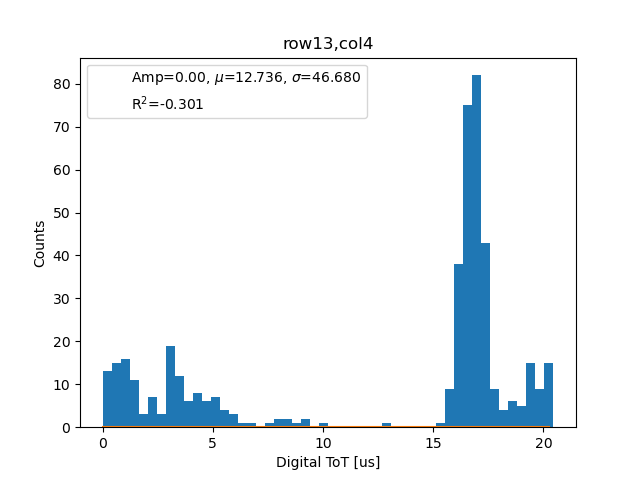 row13,col4
Amp=0.00, μ=12.736, σ=46.680
R²=-0.301
80
70
60
50
40
30
20
10
0
Counts
0 5 10 15 20
Digital ToT [us]